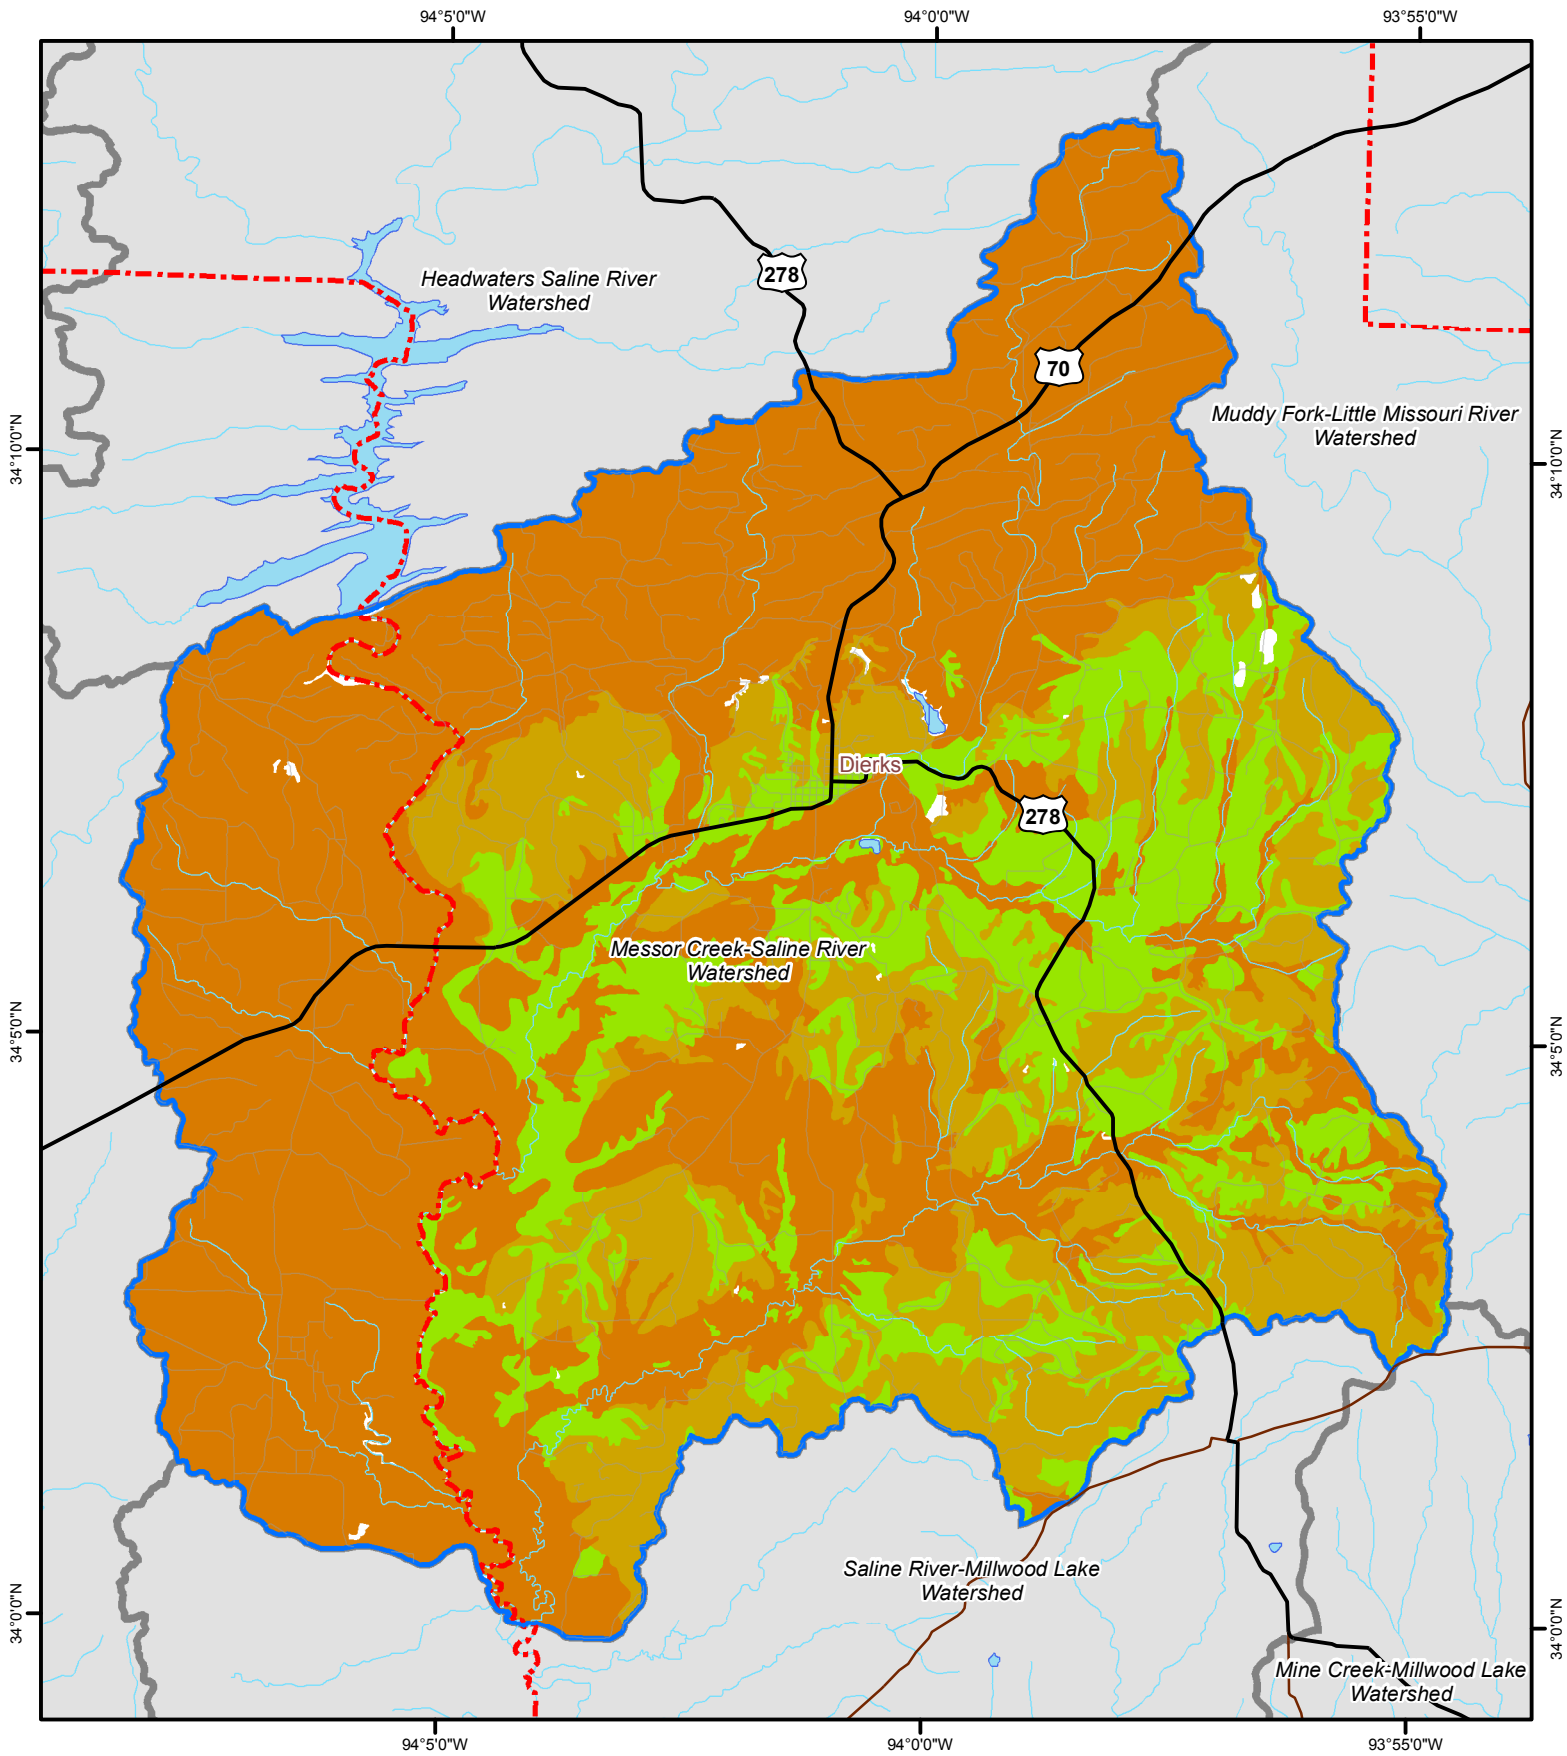 94°5'0"W 94°0'0"W 93°55'0"W
Headwaters Saline River
Watershed
278
70
Muddy Fork-Little Missouri River
Watershed
34°10'0"N
34°10'0"N
Dierks
278
Messor Creek-Saline River
Watershed
34°5'0"N
34°5'0"N
Saline River-Millwood Lake
Watershed
34°0'0"N
34°0'0"N
Mine Creek-Millwood Lake
Watershed
94°5'0"W 94°0'0"W 93°55'0"W